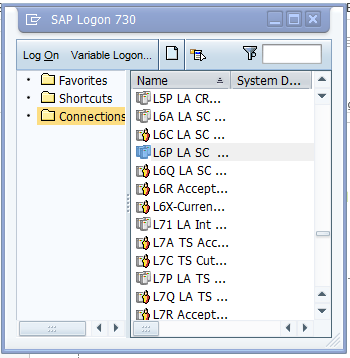 SAP Logon 730
Log On Variable Logon...
Favorites
Shortcuts
Connections
Name System D...
L5P LA CR...
L6A LA SC ...
L6C LA SC ...
L6P LA SC ...
L6Q LA SC ...
L6R Accept...
L6X-Curren...
L71 LA Int ...
L7A TS Acc...
L7C TS Cut...
L7P LA TS ...
L7Q LA TS ...
L7R Accept...